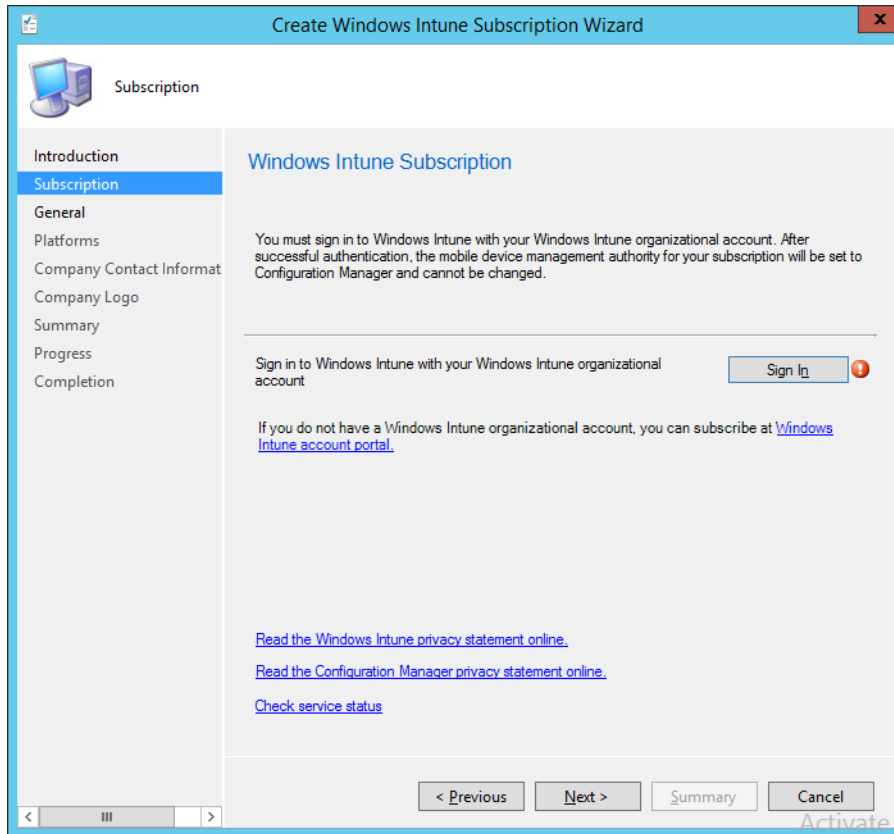 Create Windows Intune Subscription Wizard
x
Subscription
Introduction
Subscription
General
Platforms
Company Contact Informat
Company Logo
Summary
Progress
Completion
Windows Intune Subscription
You must sign in to Windows Intune with your Windows Intune organizational account. After
successful authentication, the mobile device management authority for your subscription will be set to
Configuration Manager and cannot be changed.
Sign in to Windows Intune with your Windows Intune organizational
account
Sign In
If you do not have a Windows Intune organizational account, you can subscribe at Windows
Intune account portal.
Read the Windows Intune privacy statement online.
Read the Configuration Manager privacy statement online.
Check service status
< Previous
Next >
Summary
Cancel
Activate